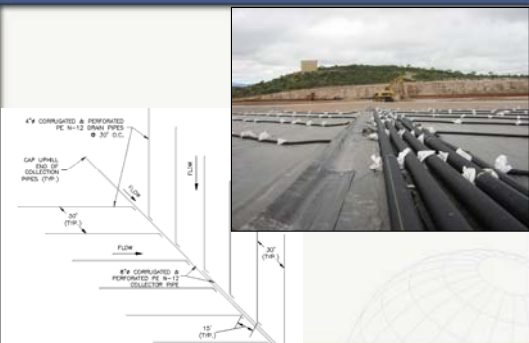 4"ø CORRUGATED & PERFORATED
PE N-12 DRAIN PIPES
@ 30' O.C.
CAP UPHILL
END OF
COLLECTION
PIPES (TYP.)
FLOW
FLOW
30'
(TYP.)
FLOW
30'
(TYP.)
8"ø CORRUGATED &
PERFORATED PE N-12
COLLECTOR PIPE
15'
(TYP.)